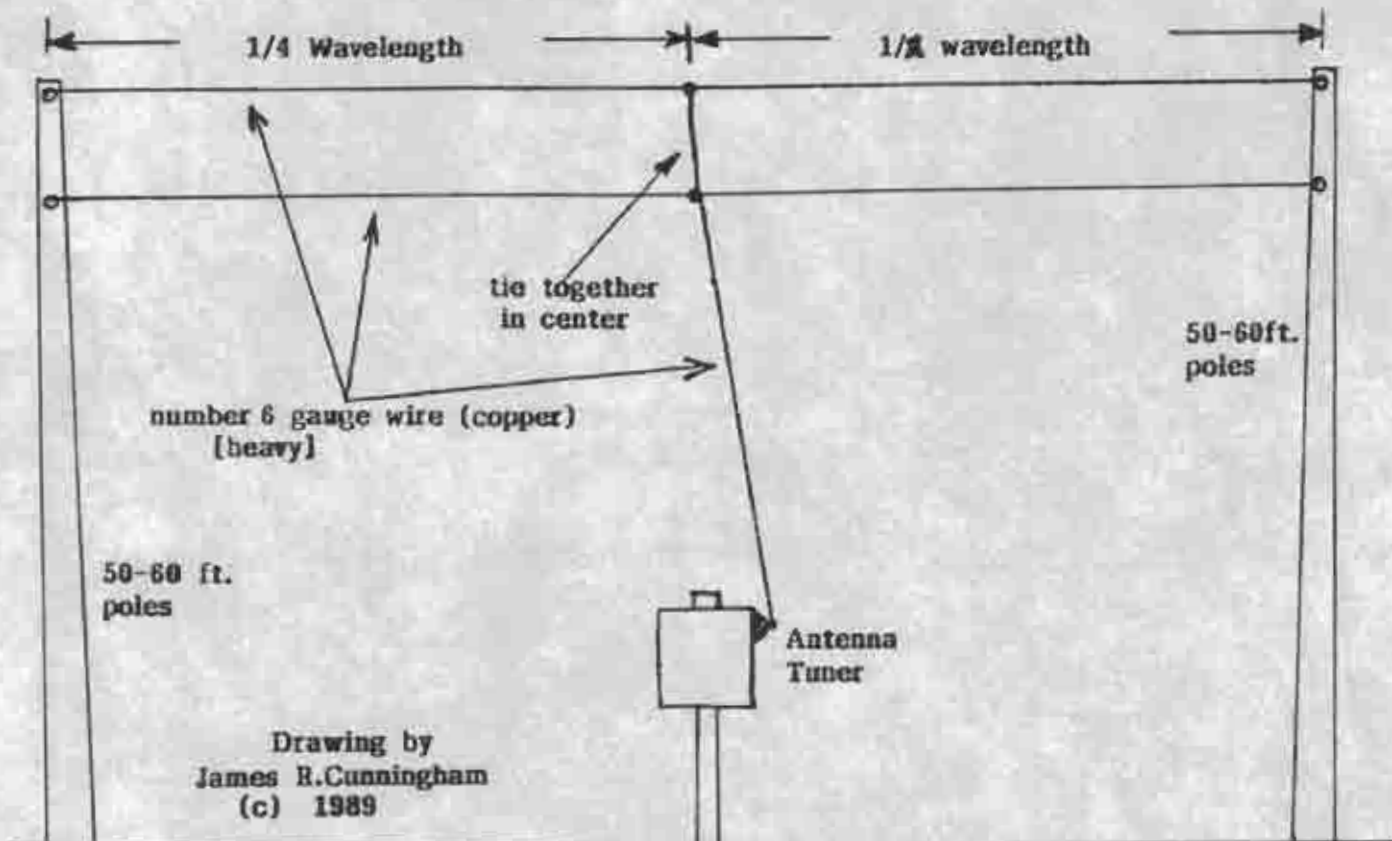 1/4 Wavelength
1/4 wavelength
tie together
in center
50-60ft.
poles
number 6 gauge wire (copper)
[heavy]
50-60 ft.
poles
Antenna
Tuner
Drawing by
James R.Cunningham
(c) 1989